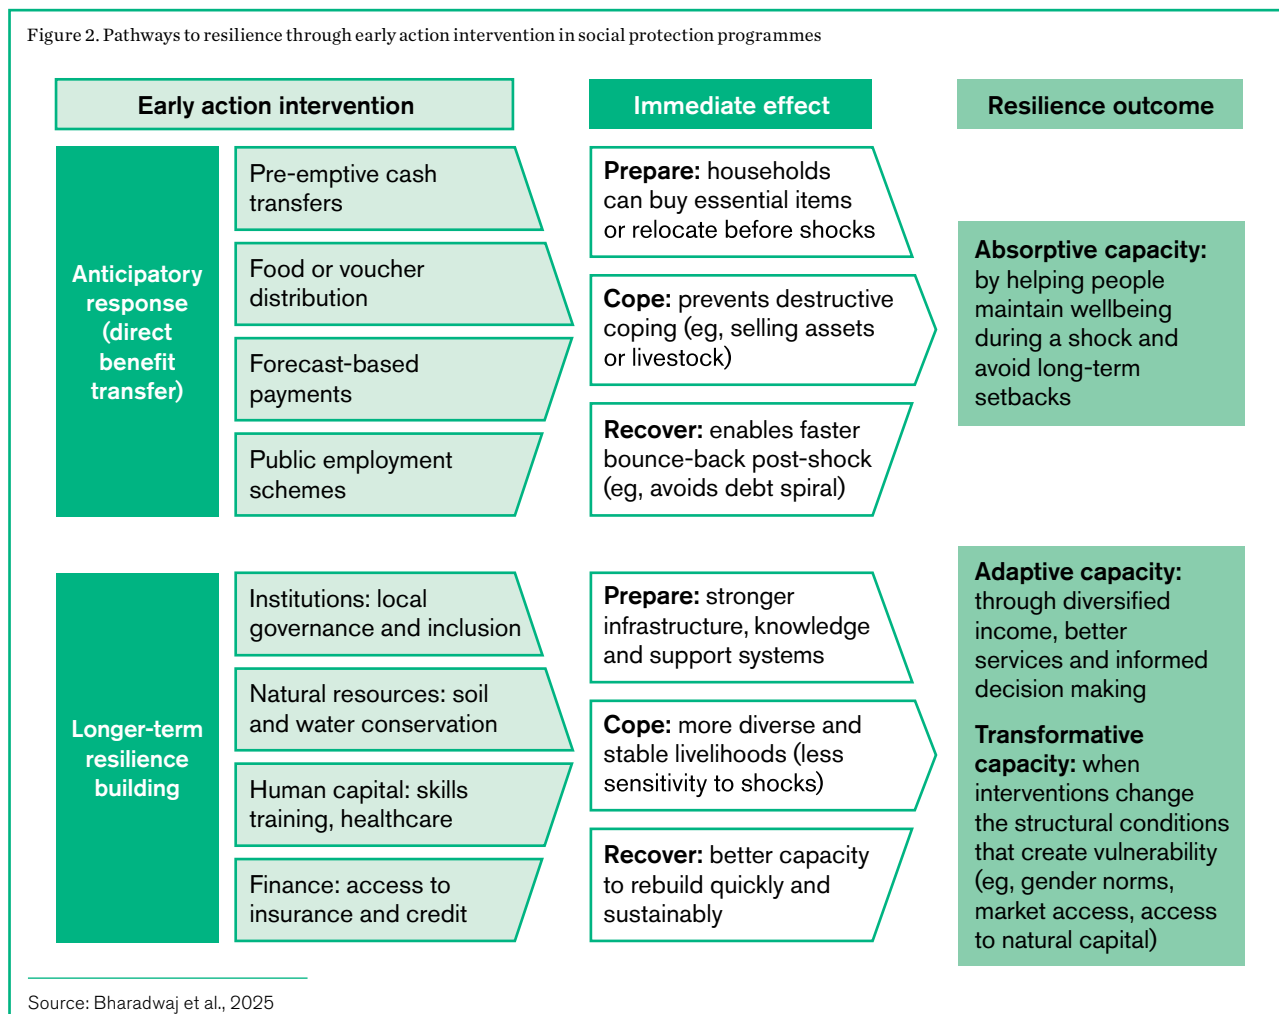 Figure 2. Pathways to resilience through early action intervention in social protection programmes
Early action intervention
Immediate effect
Resilience outcome
Anticipatory
response
(direct
benefit
transfer)
Pre-emptive cash
transfers
Food or voucher
distribution
Forecast-based
payments
Public employment
schemes
Prepare: households
can buy essential items
or relocate before shocks
Cope: prevents destructive
coping (eg, selling assets
or livestock)
Recover: enables faster
bounce-back post-shock
(eg, avoids debt spiral)
Absorptive capacity:
by helping people
maintain wellbeing
during a shock and
avoid long-term
setbacks
Longer-term
resilience
building
Institutions: local
governance and inclusion
Natural resources: soil
and water conservation
Human capital: skills
training, healthcare
Finance: access to
insurance and credit
Prepare: stronger
infrastructure, knowledge
and support systems
Cope: more diverse and
stable livelihoods (less
sensitivity to shocks)
Recover: better capacity
to rebuild quickly and
sustainably
Adaptive capacity:
through diversified
income, better
services and informed
decision making
Transformative
capacity: when
interventions change
the structural conditions
that create vulnerability
(eg, gender norms,
market access, access
to natural capital)
Source: Bharadwaj et al., 2025